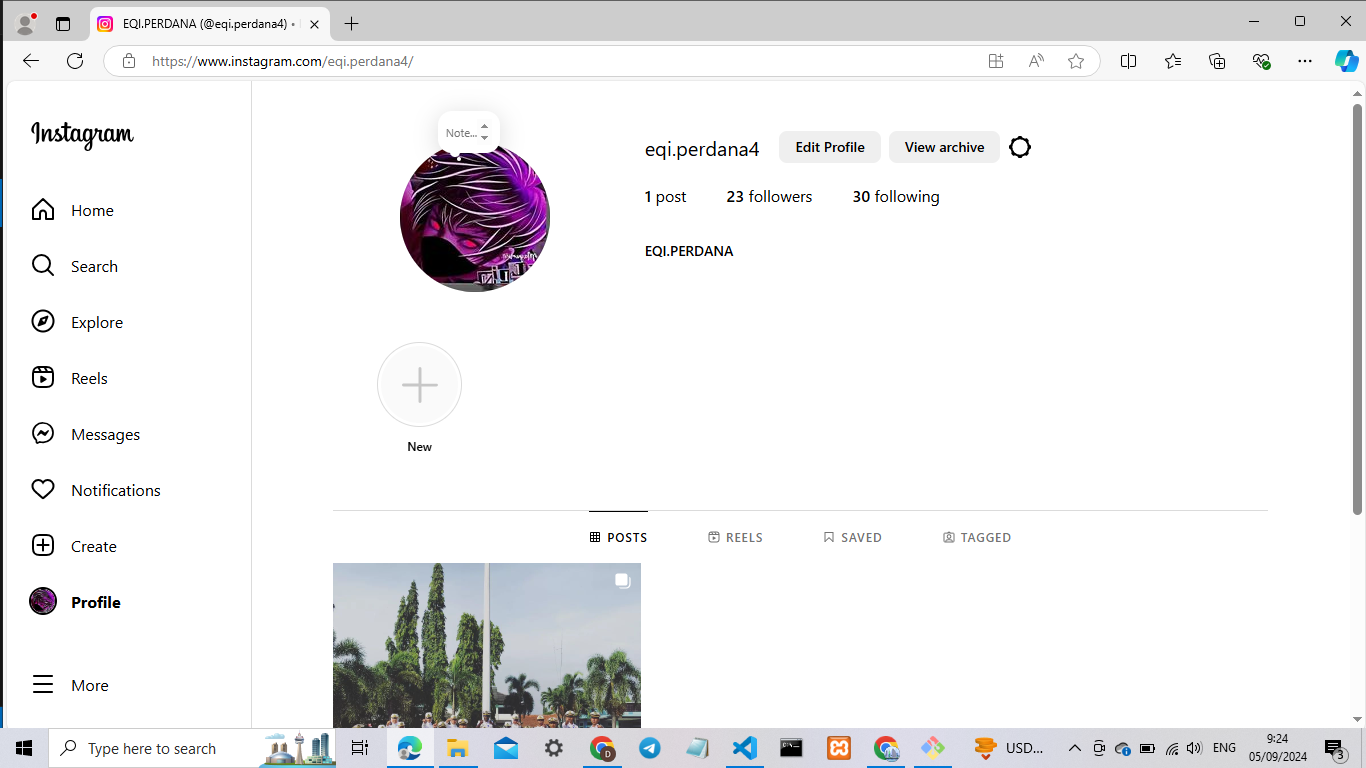 EQI.PERDANA (@eqi.perdana4) •
https://www.instagram.com/eqi.perdana4/
Instagram
Home
Search
Explore
Reels
Messages
Notifications
Create
Profile
More
Note...
eqi.perdana4
Edit Profile
View archive
1 post
23 followers
30 following
EQI.PERDANA
New
POSTS
REELS
SAVED
TAGGED
Type here to search
USD...
ENG
9:24
05/09/2024
3